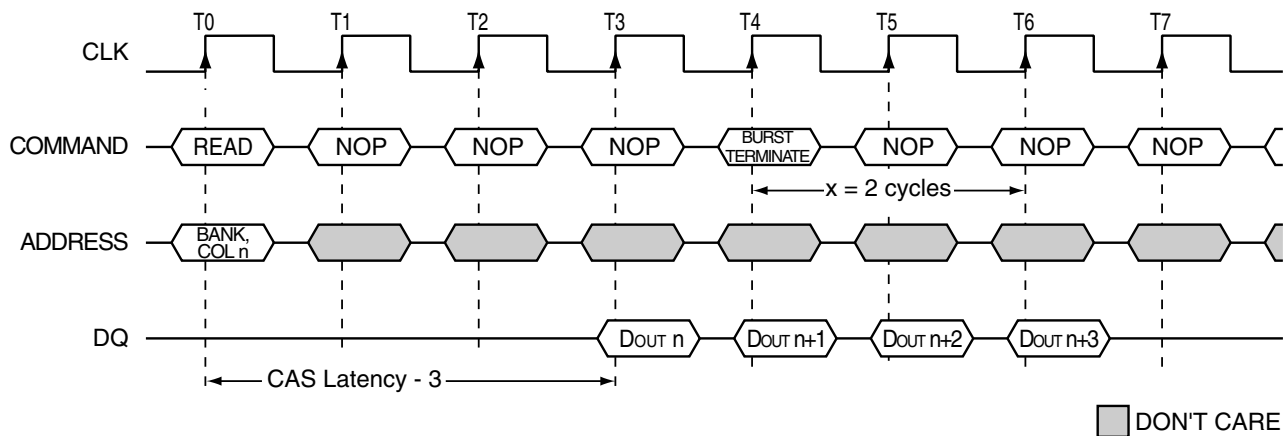 T0 T1 T2 T3 T4 T5 T6 T7
CLK
COMMAND READ NOP NOP NOP BURST TERMINATE NOP NOP NOP
x = 2 cycles
ADDRESS BANK, COL n
DQ DOUT n DOUT n+1 DOUT n+2 DOUT n+3
CAS Latency - 3
DON'T CARE